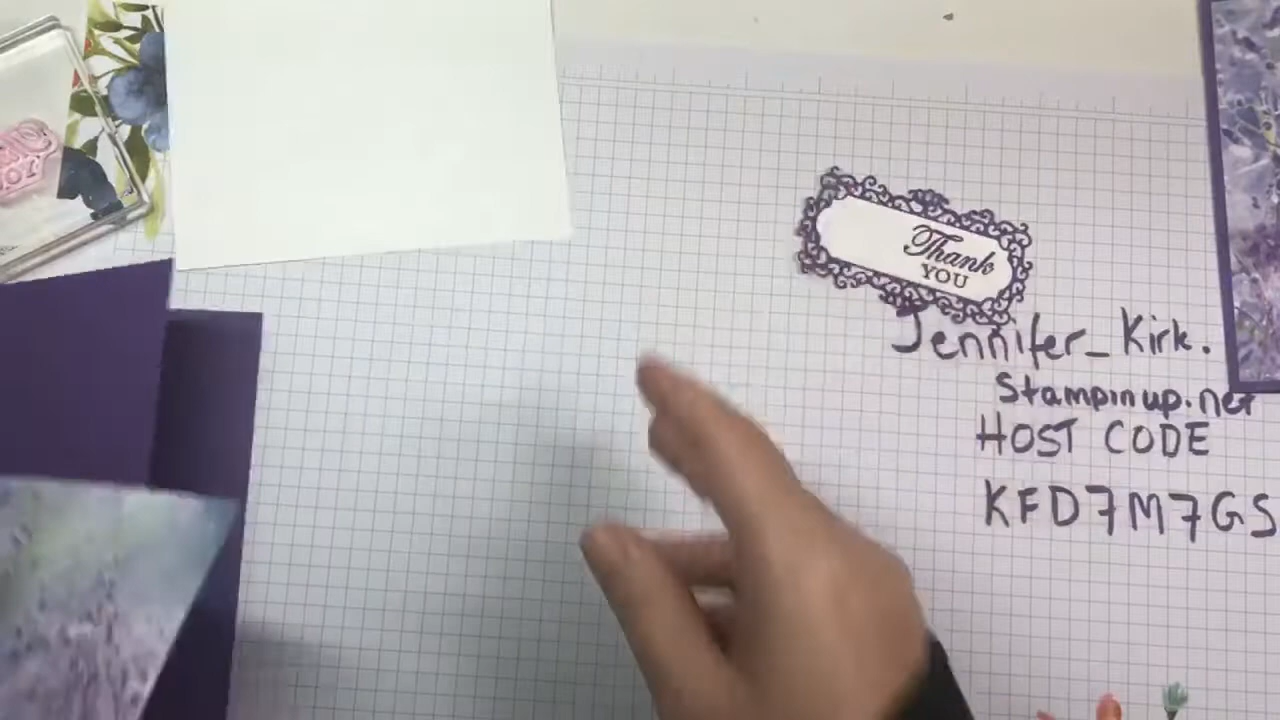 Thank
YOU
Jennifer_Kirk.
Stampinup.net
HOST CODE
KFD7M7GS